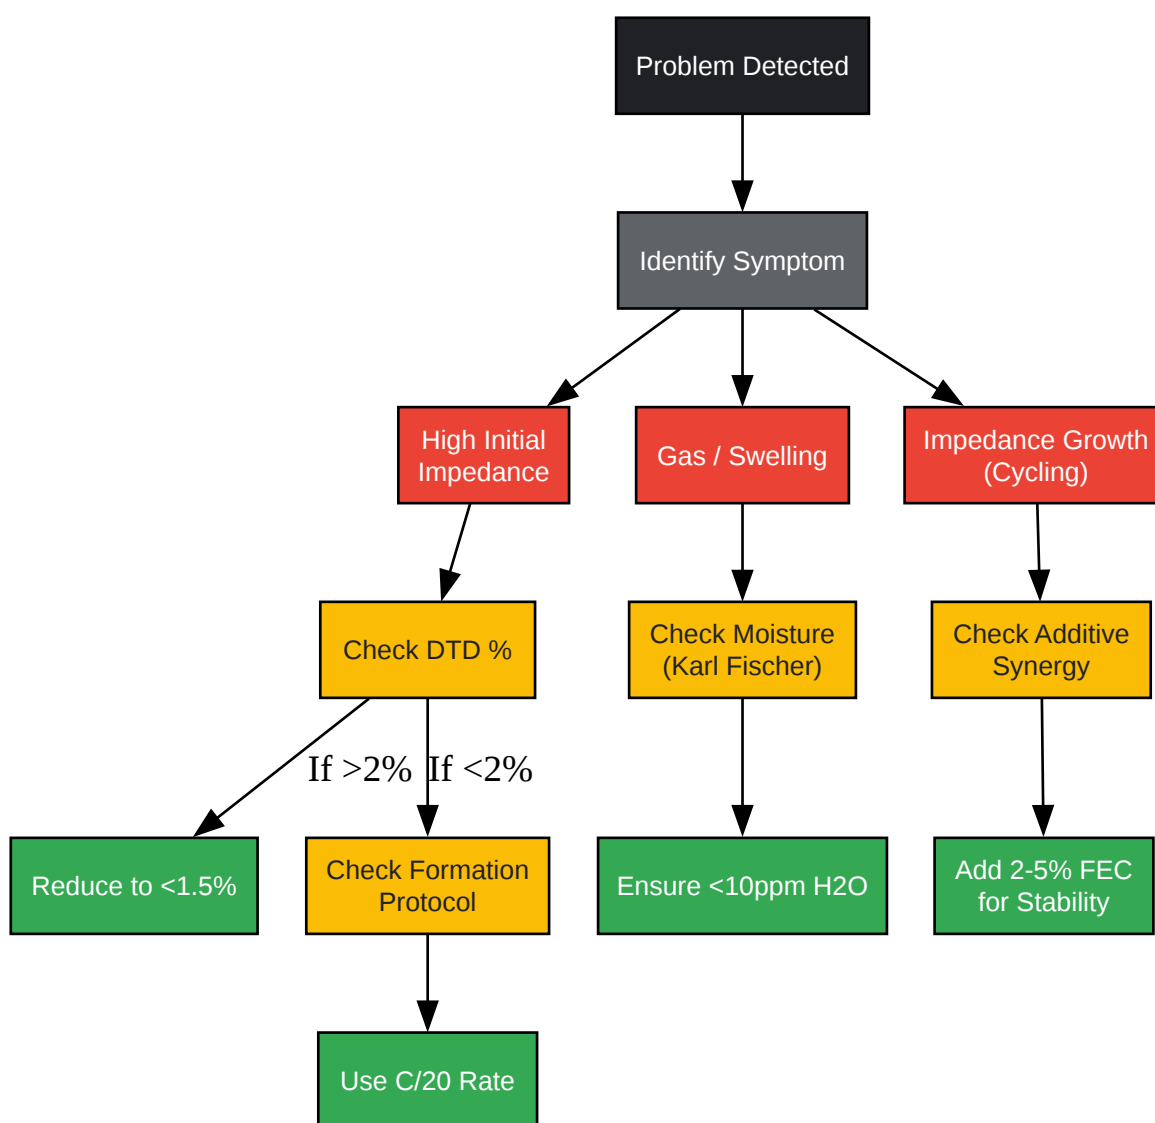 Problem Detected
Identify Symptom
High Initial
Impedance
Gas / Swelling
Impedance Growth
(Cycling)
Check DTD %
Check Moisture
(Karl Fischer)
Check Additive
Synergy
If >2%
If <2%
Reduce to <1.5%
Check Formation
Protocol
Ensure <10ppm H2O
Add 2-5% FEC
for Stability
Use C/20 Rate